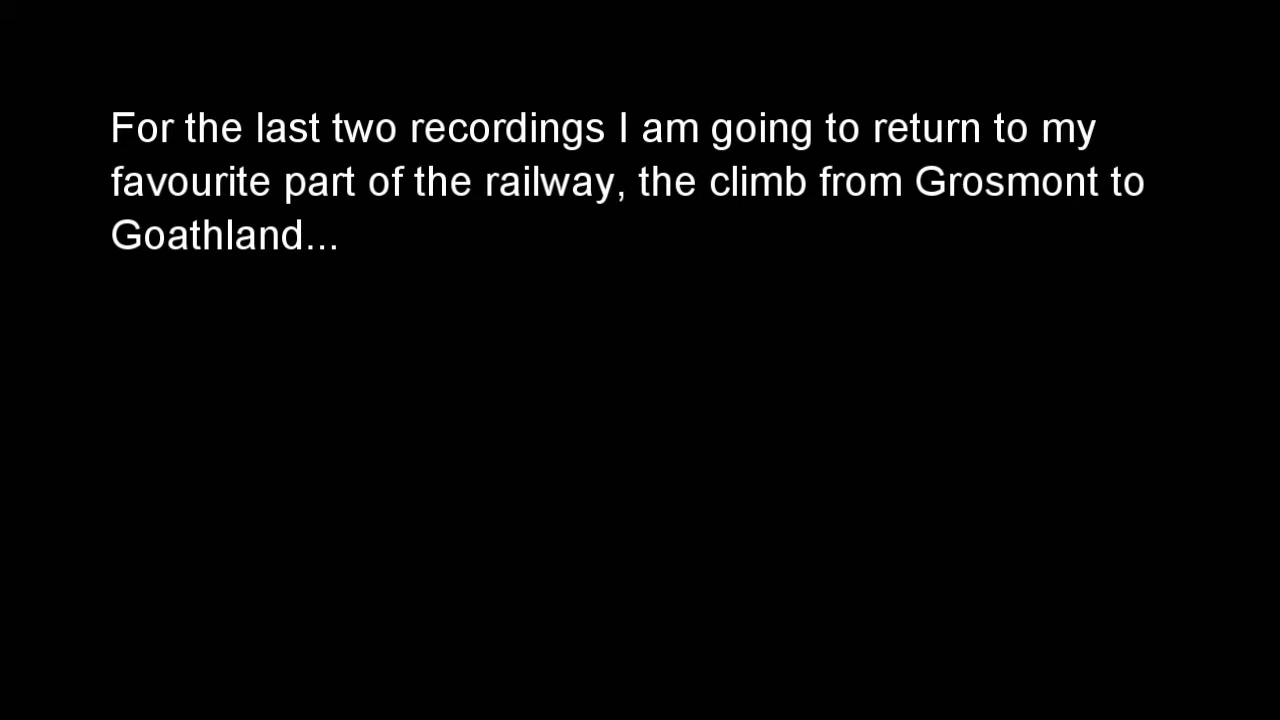 For the last two recordings I am going to return to my
favourite part of the railway, the climb from Grosmont to
Goathland...